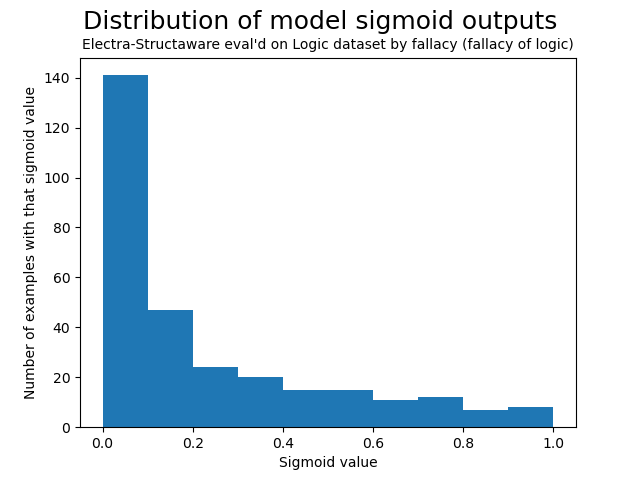 Distribution of model sigmoid outputs
Electra-Structaware eval'd on Logic dataset by fallacy (fallacy of logic)
Number of examples with that sigmoid value
140
120
100
80
60
40
20
0
0.0 0.2 0.4 0.6 0.8 1.0
Sigmoid value